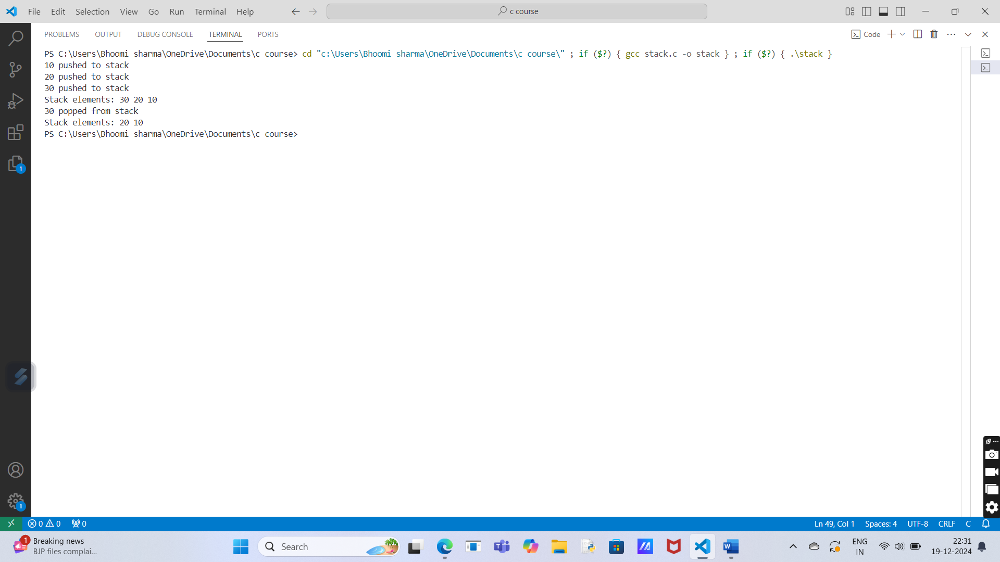 File Edit Selection View Go Run Terminal Help
c course
PROBLEMS OUTPUT DEBUG CONSOLE TERMINAL PORTS
Code
PS C:\Users\Bhoomi sharma\OneDrive\Documents\c course> cd "c:\Users\Bhoomi sharma\OneDrive\Documents\c course\" ; if ($?) { gcc stack.c -o stack } ; if ($?) { .\stack }
10 pushed to stack
20 pushed to stack
30 pushed to stack
Stack elements: 30 20 10
30 popped from stack
Stack elements: 20 10
PS C:\Users\Bhoomi sharma\OneDrive\Documents\c course>
1
1
0 0 0
Ln 49, Col 1 Spaces: 4 UTF-8 CRLF C
1
Breaking news
BJP files complai...
Search
ENG
IN
22:31
19-12-2024